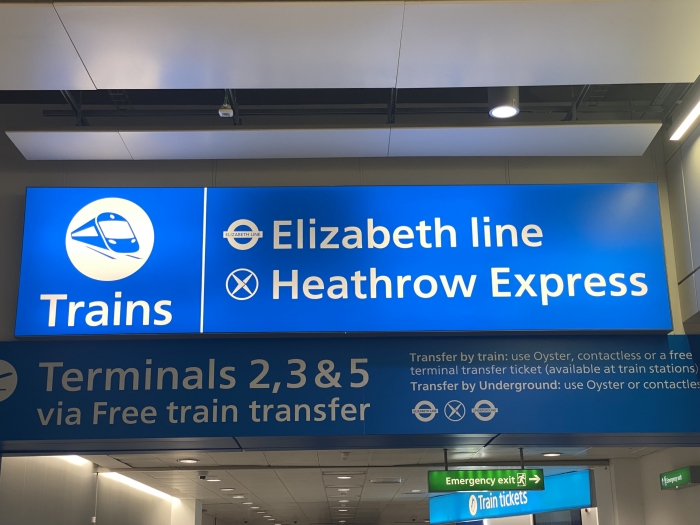 Trains
ELIZABETH LINE
Elizabeth line
Heathrow Express
Terminals 2, 3 & 5
via Free train transfer
Transfer by train: use Oyster, contactless or a free
terminal transfer ticket (available at train stations)
Transfer by Underground: use Oyster or contactles
Emergency exit
Train tickets